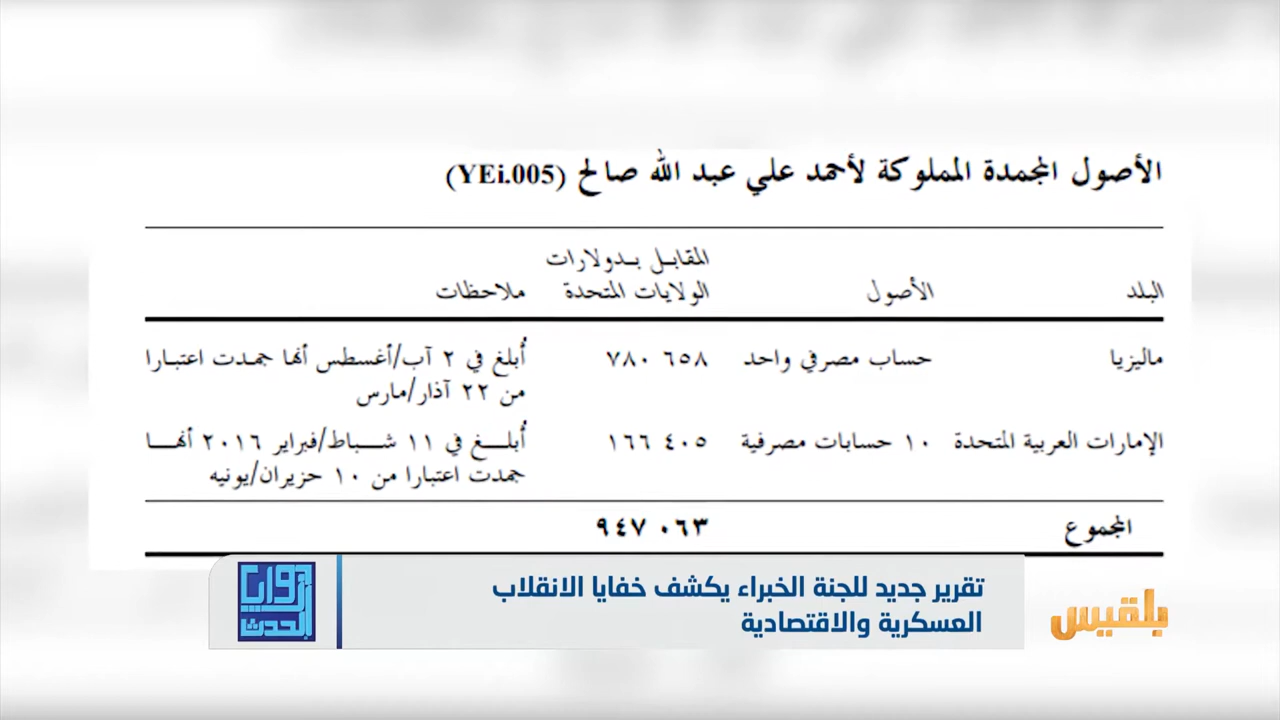 الأصول المجمدة المملوكة لأحمد علي عبد الله صالح (YEi.005)
البلد الأصول المقابل بدولارات الولايات المتحدة ملاحظات
ماليزيا حساب مصرفي واحد ٧٨٠ ٦٥٨ أُبلغ في ٢ آب/أغسطس أنها جمدت اعتبارا
من ٢٢ آذار/مارس
الإمارات العربية المتحدة ١٠ حسابات مصرفية ١٦٦ ٤٠٥ أُبلغ في ١١ شباط/فبراير ٢٠١٦ أنها
جمدت اعتبارا من ١٠ حزيران/يونيه
المجموع ٩٤٧ ٠٦٣
تقرير جديد للجنة الخبراء يكشف خفايا الانقلاب
العسكرية والاقتصادية
أبواب الحدث
بلقيس